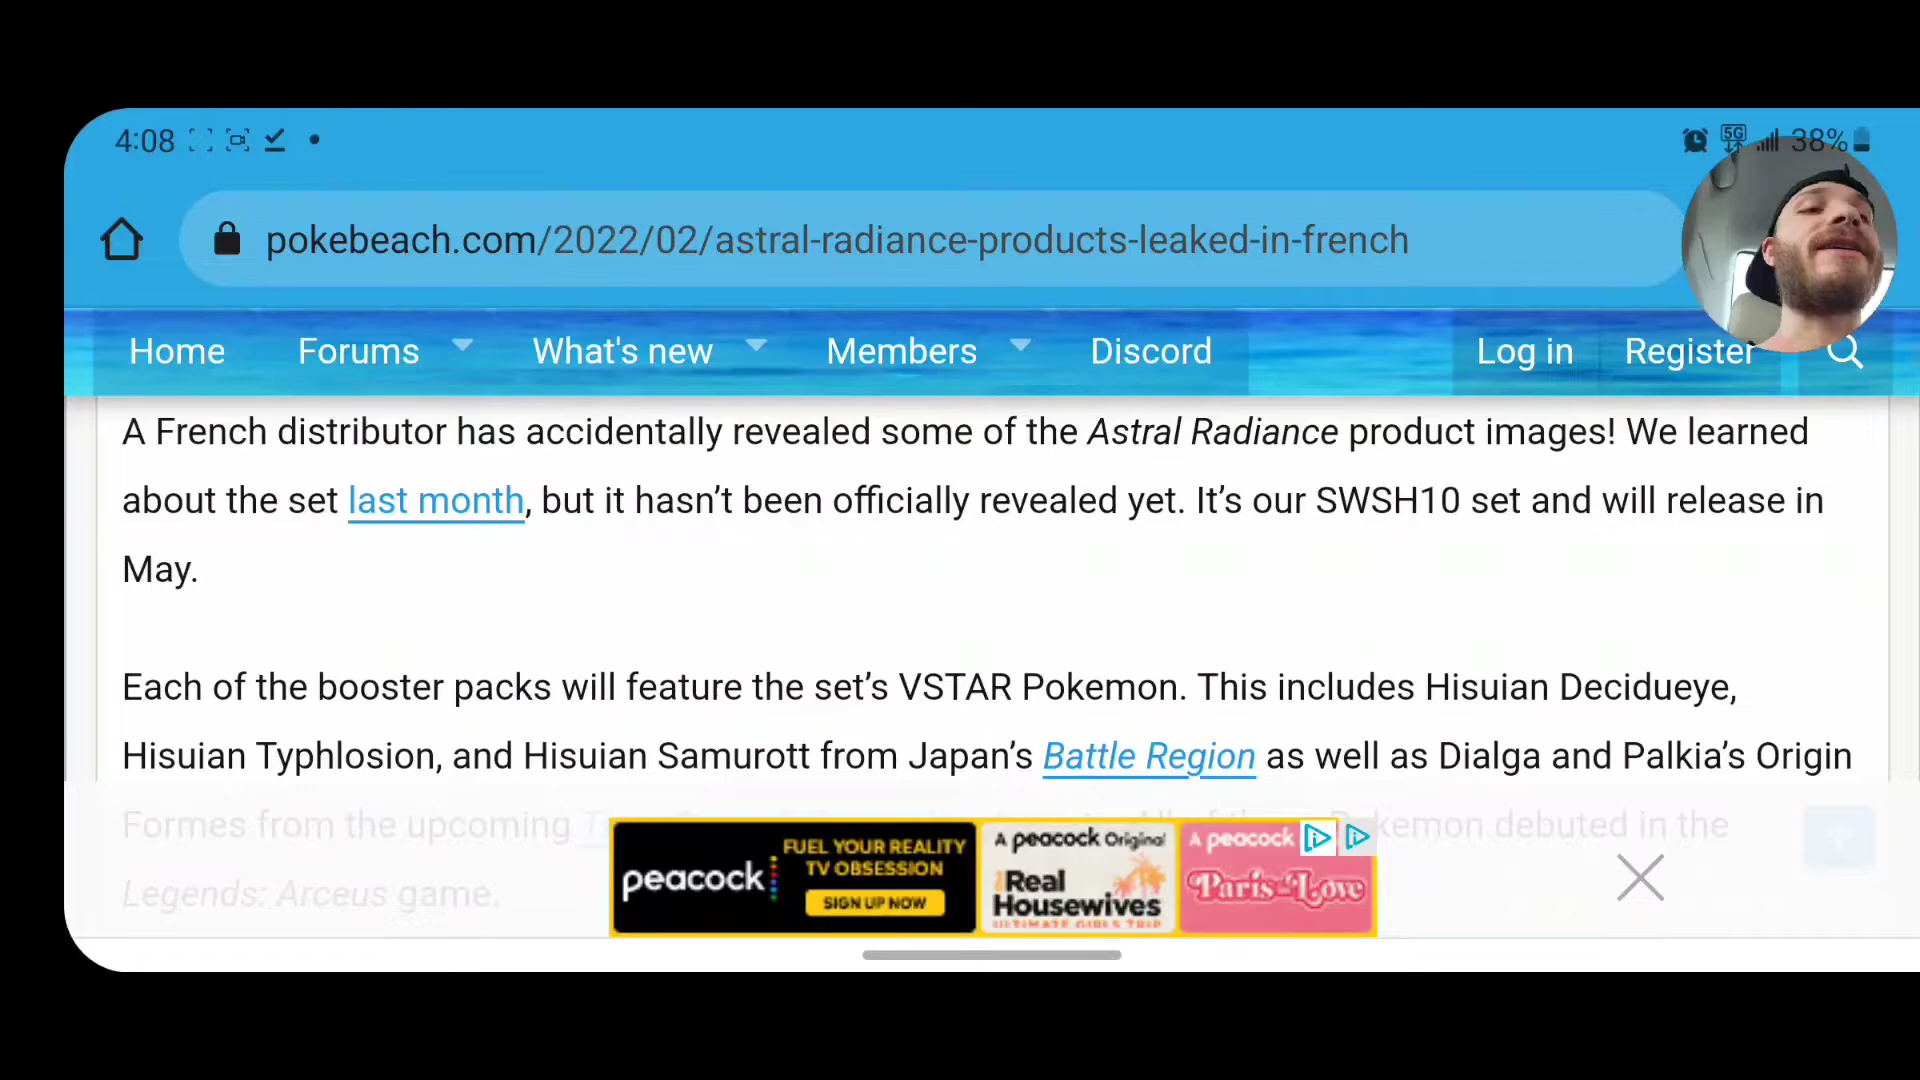 4:08
5G
38%
pokebeach.com/2022/02/astral-radiance-products-leaked-in-french
Home Forums What's new Members Discord Log in Register
A French distributor has accidentally revealed some of the Astral Radiance product images! We learned
about the set last month, but it hasn’t been officially revealed yet. It’s our SWSH10 set and will release in
May.
Each of the booster packs will feature the set’s VSTAR Pokemon. This includes Hisuian Decidueye,
Hisuian Typhlosion, and Hisuian Samurott from Japan’s Battle Region as well as Dialga and Palkia’s Origin
Formes from the upcoming kemon debuted in the
Legends: Arceus game.
peacock
FUEL YOUR REALITY
TV OBSESSION
SIGN UP NOW
A peacock Original
Real
Housewives
ULTIMATE GIRLS TRIP
A peacock
Paris in Love